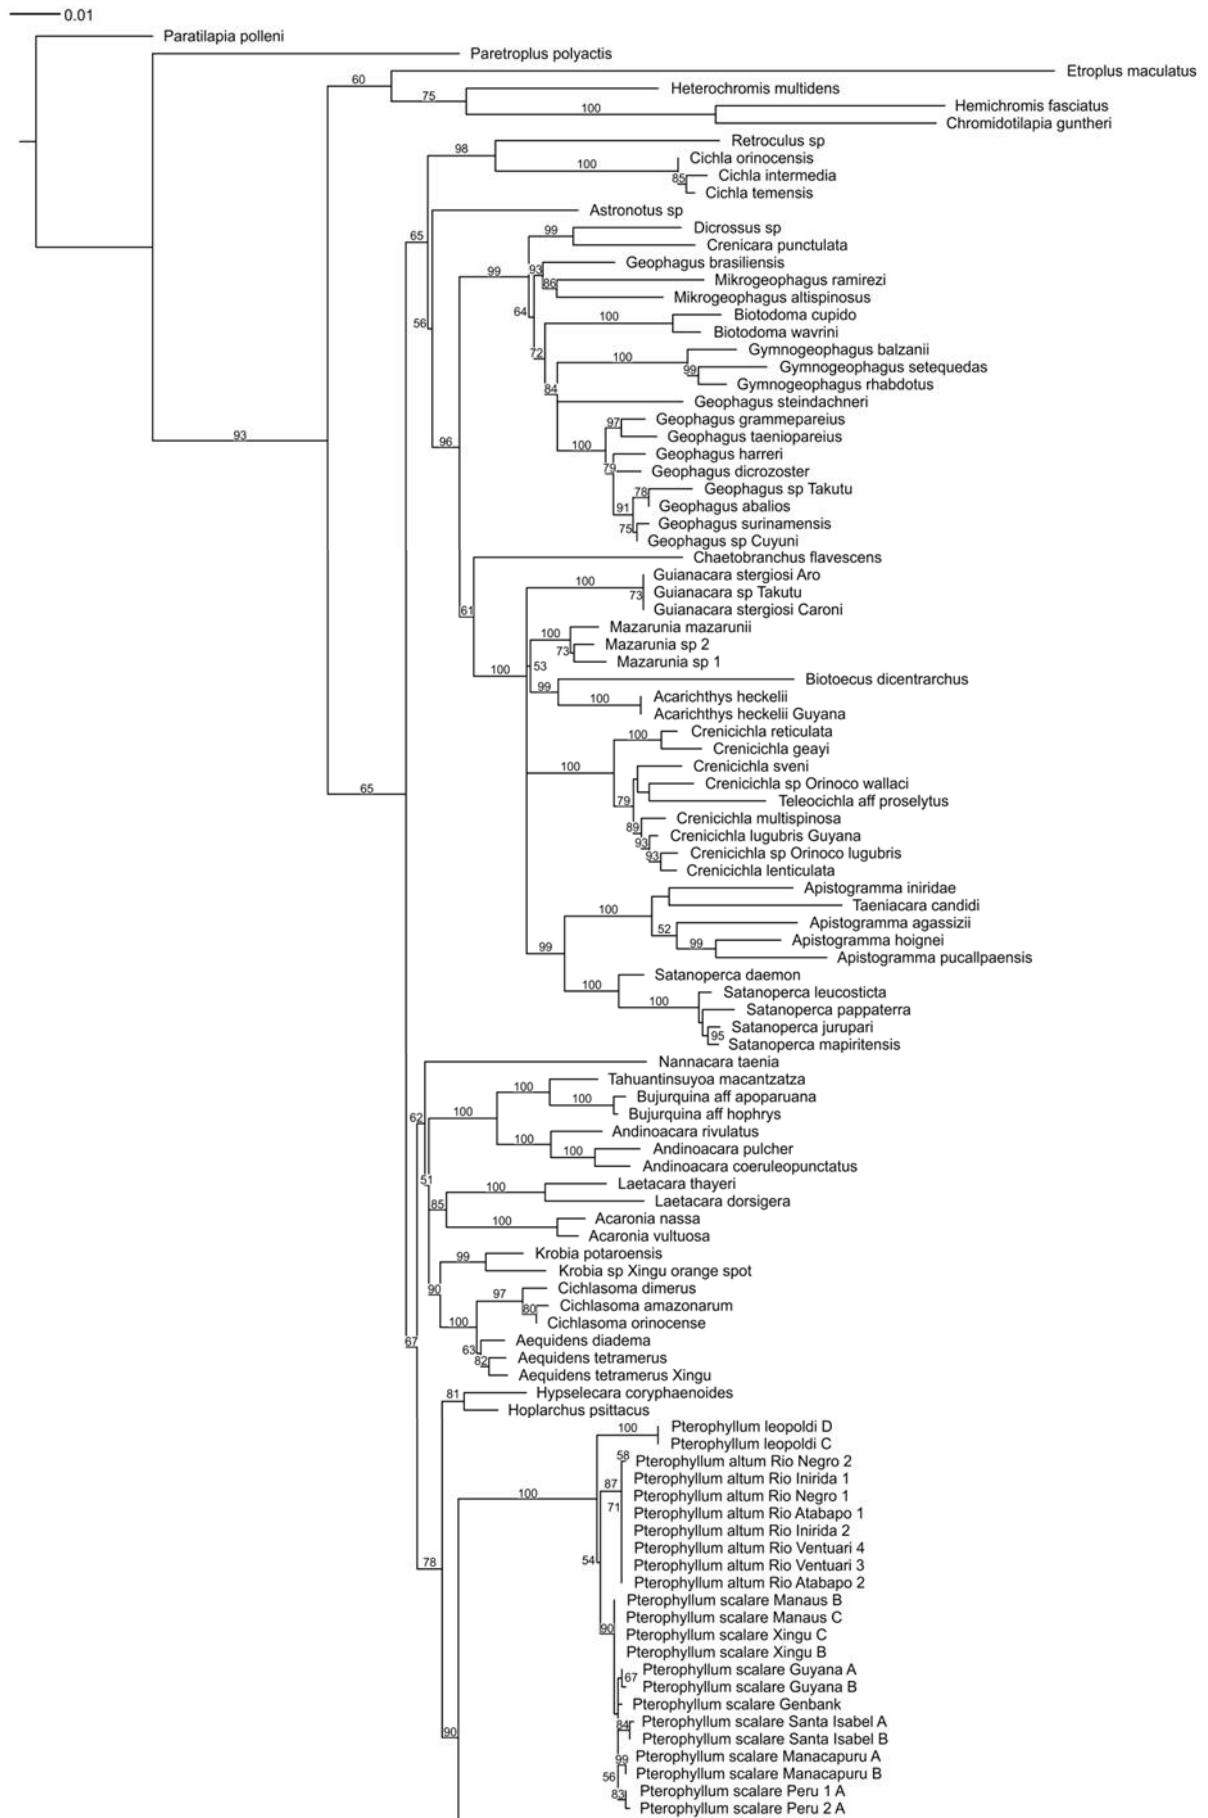 0.01
Paratilapia polleni
Paretroplus polyactis
Etroplus maculatus
60
Heterochromis multidens
75
Hemichromis fasciatus
100
Chromidotilapia guntheri
Retroculus sp
98
Cichla orinocensis
100
Cichla intermedia
85
Cichla temensis
Astronotus sp
65
Dicrossus sp
99
Crenicara punctulata
Geophagus brasiliensis
99
93
Mikrogeophagus ramirezi
86
Mikrogeophagus altispinosus
64
Biotodoma cupido
100
56
Biotodoma wavrini
72
Gymnogeophagus balzanii
100
Gymnogeophagus setequedas
99
Gymnogeophagus rhabdotus
84
Geophagus steindachneri
Geophagus grammepareius
97
Geophagus taeniopareius
93
96
100
Geophagus harreri
79
Geophagus dicrozoster
Geophagus sp Takutu
78
Geophagus abalios
91
Geophagus surinamensis
75
Geophagus sp Cuyuni
Chaetobranchus flavescens
Guianacara stergiosi Aro
100
Guianacara sp Takutu
73
Guianacara stergiosi Caroni
61
Mazarunia mazarunii
100
Mazarunia sp 2
73
Mazarunia sp 1
100
53
Biotoecus dicentrarchus
99
Acarichthys heckelii
100
Acarichthys heckelii Guyana
Crenicichla reticulata
100
Crenicichla geayi
100
Crenicichla sveni
Crenicichla sp Orinoco wallaci
65
79
Teleocichla aff proselytus
Crenicichla multispinosa
89
Crenicichla lugubris Guyana
93
Crenicichla sp Orinoco lugubris
93
Crenicichla lenticulata
Apistogramma iniridae
Taeniacara candidi
100
Apistogramma agassizii
52
Apistogramma hoignei
99
Apistogramma pucallpaensis
99
Satanoperca daemon
100
Satanoperca leucosticta
100
Satanoperca pappaterra
Satanoperca jurupari
95
Satanoperca mapiritensis
Nannacara taenia
Tahuantinsuyoa macantzatza
100
Bujurquina aff apoparuana
100
Bujurquina aff hophrys
100
62
Andinoacara rivulatus
100
Andinoacara pulcher
100
Andinoacara coeruleopunctatus
51
Laetacara thayeri
100
Laetacara dorsigera
85
Acaronia nassa
100
Acaronia vultuosa
Krobia potaroensis
99
Krobia sp Xingu orange spot
90
Cichlasoma dimerus
97
Cichlasoma amazonarum
80
Cichlasoma orinocense
100
Aequidens diadema
67
63
Aequidens tetramerus
82
Aequidens tetramerus Xingu
Hypselecara coryphaenoides
81
Hoplarchus psittacus
Pterophyllum leopoldi D
100
Pterophyllum leopoldi C
58
Pterophyllum altum Rio Negro 2
Pterophyllum altum Rio Inirida 1
87
100
Pterophyllum altum Rio Negro 1
71
Pterophyllum altum Rio Atabapo 1
Pterophyllum altum Rio Inirida 2
Pterophyllum altum Rio Ventuari 4
78
54
Pterophyllum altum Rio Ventuari 3
Pterophyllum altum Rio Atabapo 2
Pterophyllum scalare Manaus B
Pterophyllum scalare Manaus C
90
Pterophyllum scalare Xingu C
Pterophyllum scalare Xingu B
Pterophyllum scalare Guyana A
67
Pterophyllum scalare Guyana B
Pterophyllum scalare Genbank
Pterophyllum scalare Santa Isabel A
84
90
Pterophyllum scalare Santa Isabel B
Pterophyllum scalare Manacapuru A
99
Pterophyllum scalare Manacapuru B
56
Pterophyllum scalare Peru 1 A
83
Pterophyllum scalare Peru 2 A